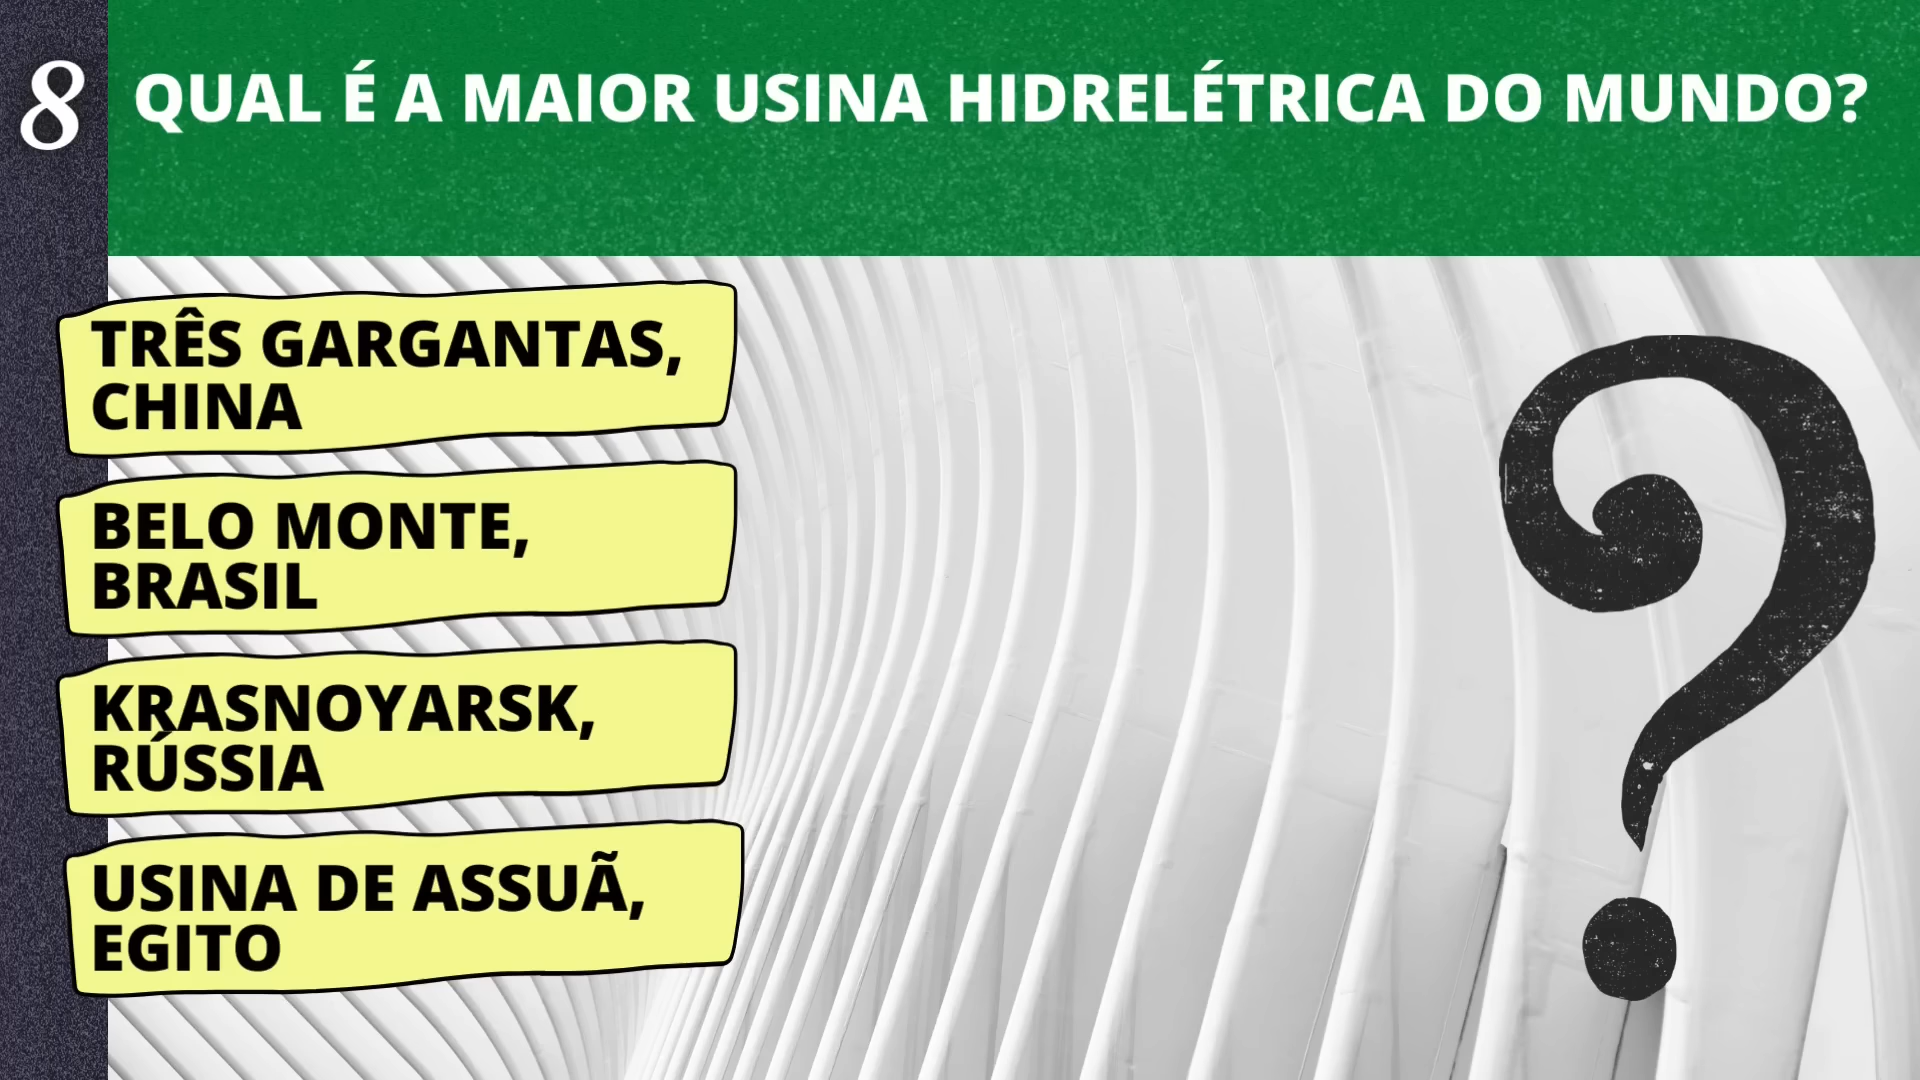 8
QUAL É A MAIOR USINA HIDRELÉTRICA DO MUNDO?
TRÊS GARGANTAS,
CHINA
BELO MONTE,
BRASIL
KRASNOYARSK,
RÚSSIA
USINA DE ASSUÃ,
EGITO
?